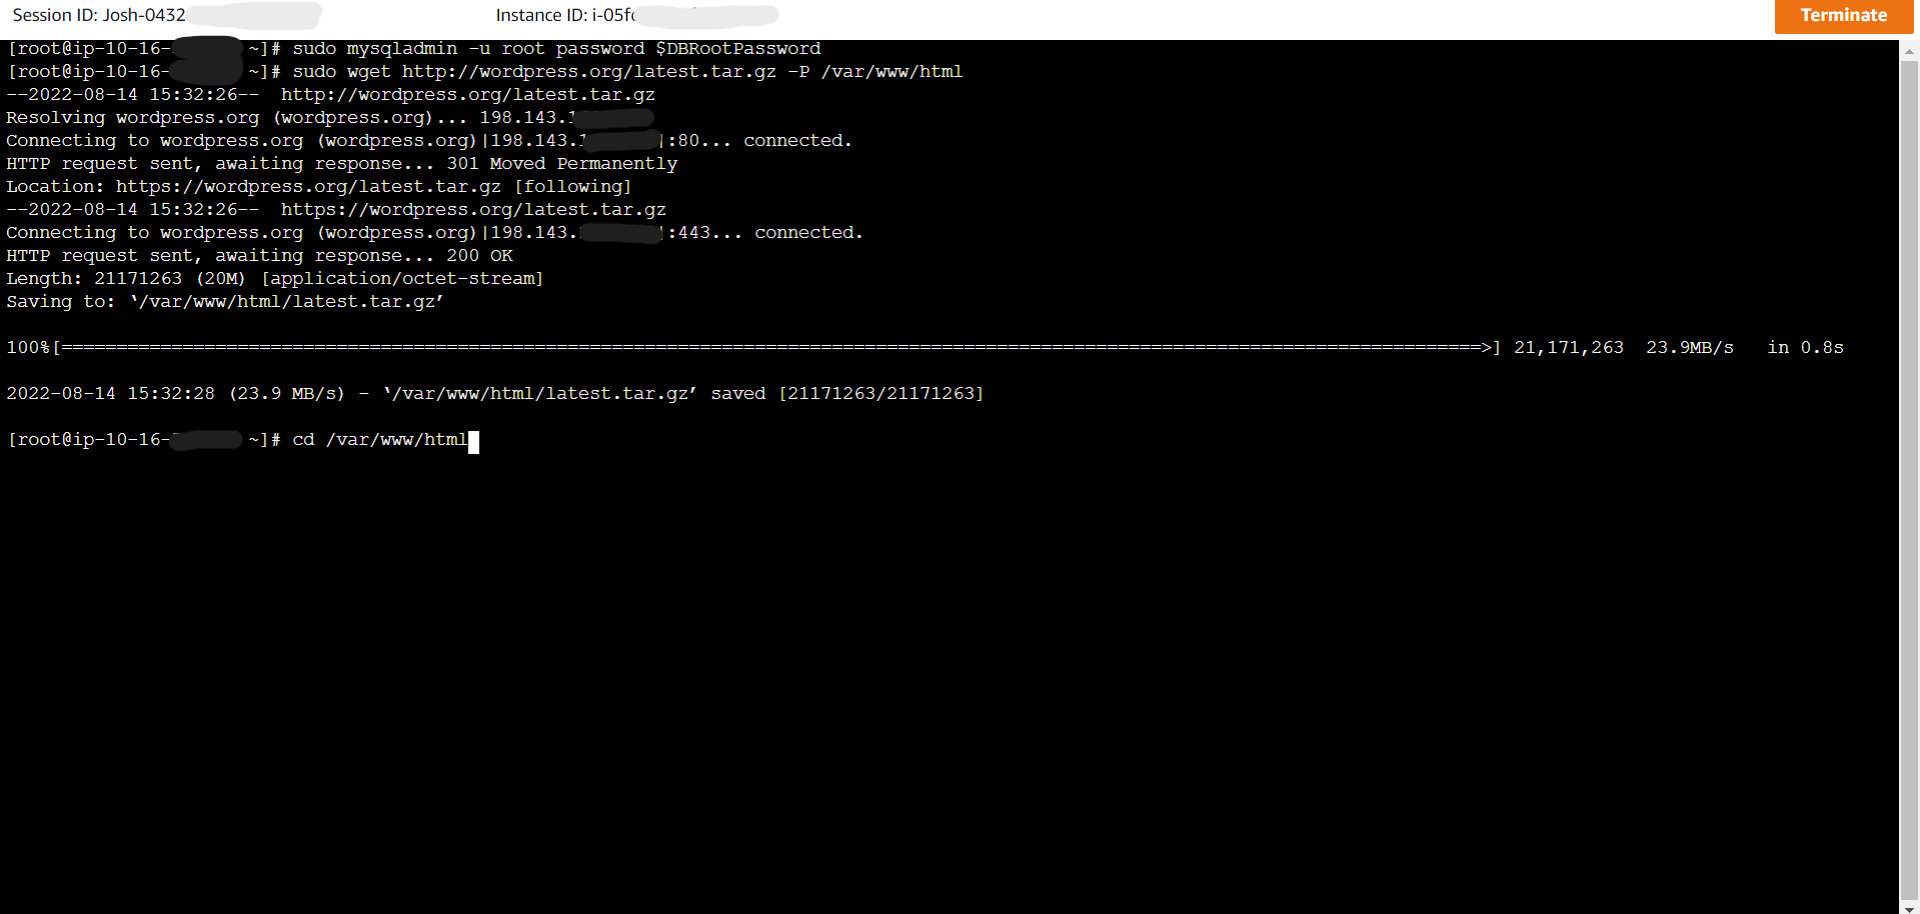 Session ID: Josh-0432
Instance ID: i-05f
Terminate
[root@ip-10-16- ~]# sudo mysqladmin -u root password $DBRootPassword
[root@ip-10-16- ~]# sudo wget http://wordpress.org/latest.tar.gz -P /var/www/html
--2022-08-14 15:32:26--  http://wordpress.org/latest.tar.gz
Resolving wordpress.org (wordpress.org)... 198.143.1
Connecting to wordpress.org (wordpress.org)|198.143.1 |:80... connected.
HTTP request sent, awaiting response... 301 Moved Permanently
Location: https://wordpress.org/latest.tar.gz [following]
--2022-08-14 15:32:26--  https://wordpress.org/latest.tar.gz
Connecting to wordpress.org (wordpress.org)|198.143. |:443... connected.
HTTP request sent, awaiting response... 200 OK
Length: 21171263 (20M) [application/octet-stream]
Saving to: ‘/var/www/html/latest.tar.gz’
100%[=================================================================================================================================>] 21,171,263  23.9MB/s   in 0.8s
2022-08-14 15:32:28 (23.9 MB/s) - ‘/var/www/html/latest.tar.gz’ saved [21171263/21171263]
[root@ip-10-16- ~]# cd /var/www/html